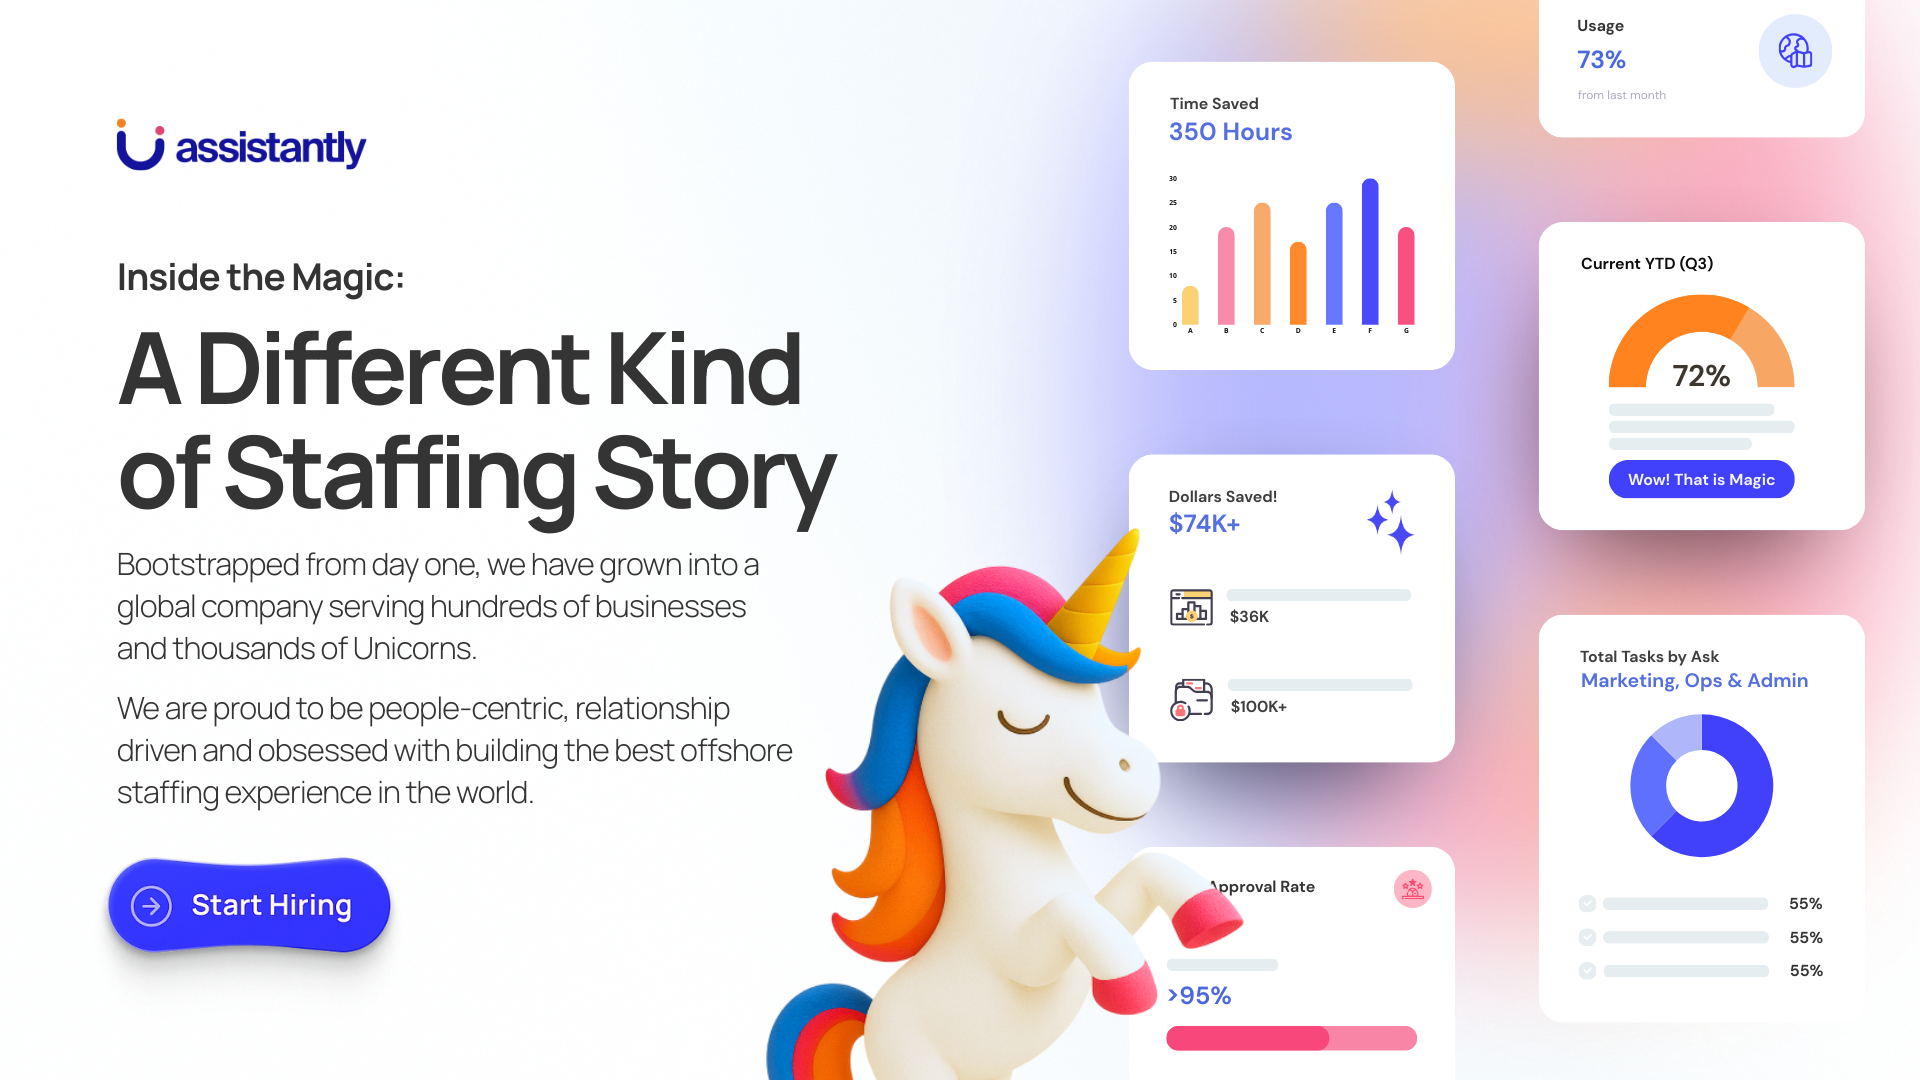 assistantly
Inside the Magic:
A Different Kind
of Staffing Story
Bootstrapped from day one, we have grown into a
global company serving hundreds of businesses
and thousands of Unicorns.
We are proud to be people-centric, relationship
driven and obsessed with building the best offshore
staffing experience in the world.
Start Hiring
Time Saved
350 Hours
30
25
20
15
10
5
0
A B C D E F G
Dollars Saved!
$74K+
$36K
$100K+
Approval Rate
>95%
Usage
73%
from last month
Current YTD (Q3)
72%
Wow! That is Magic
Total Tasks by Ask
Marketing, Ops & Admin
55%
55%
55%